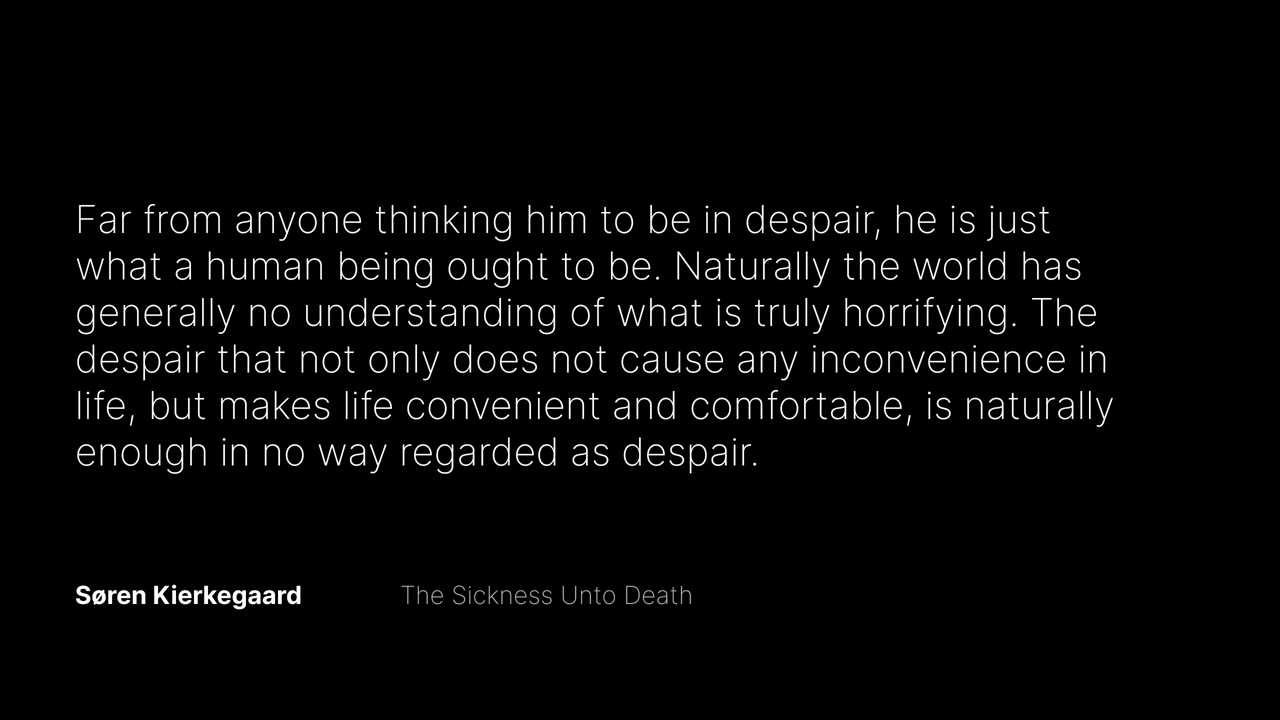 Far from anyone thinking him to be in despair, he is just
what a human being ought to be. Naturally the world has
generally no understanding of what is truly horrifying. The
despair that not only does not cause any inconvenience in
life, but makes life convenient and comfortable, is naturally
enough in no way regarded as despair.
Søren Kierkegaard The Sickness Unto Death